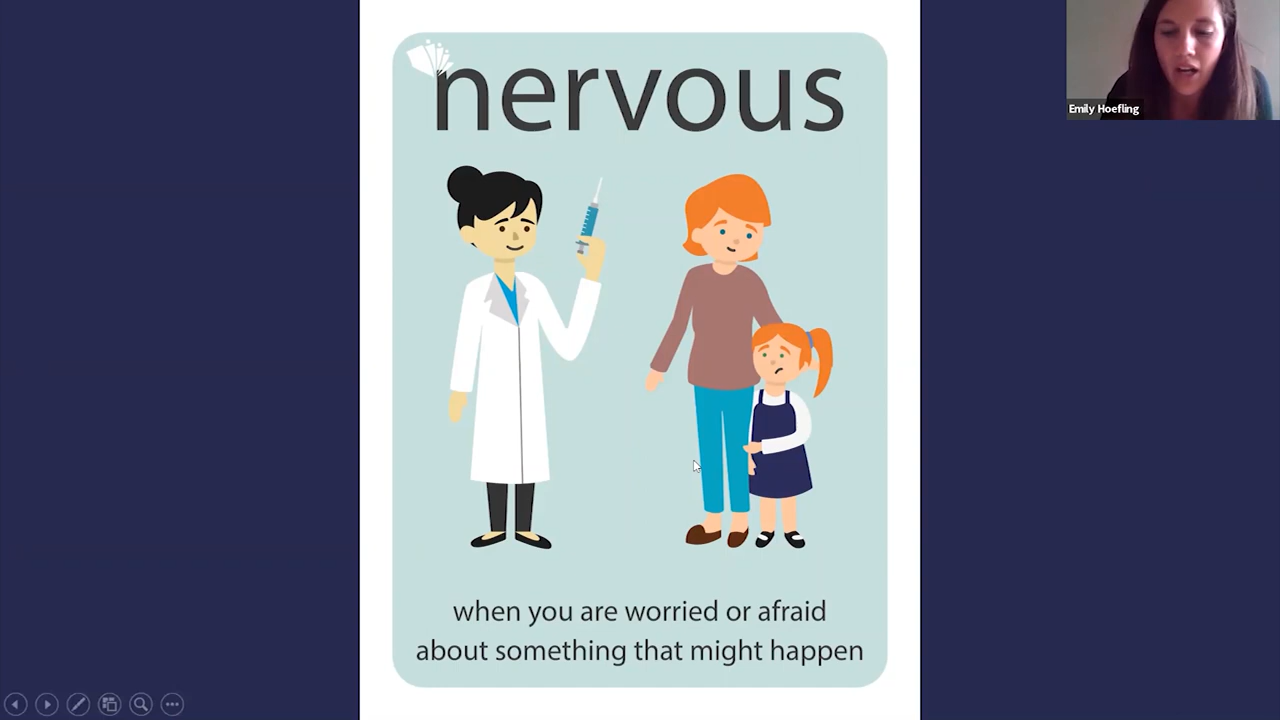 nervous
Emily Hoefling
when you are worried or afraid
about something that might happen